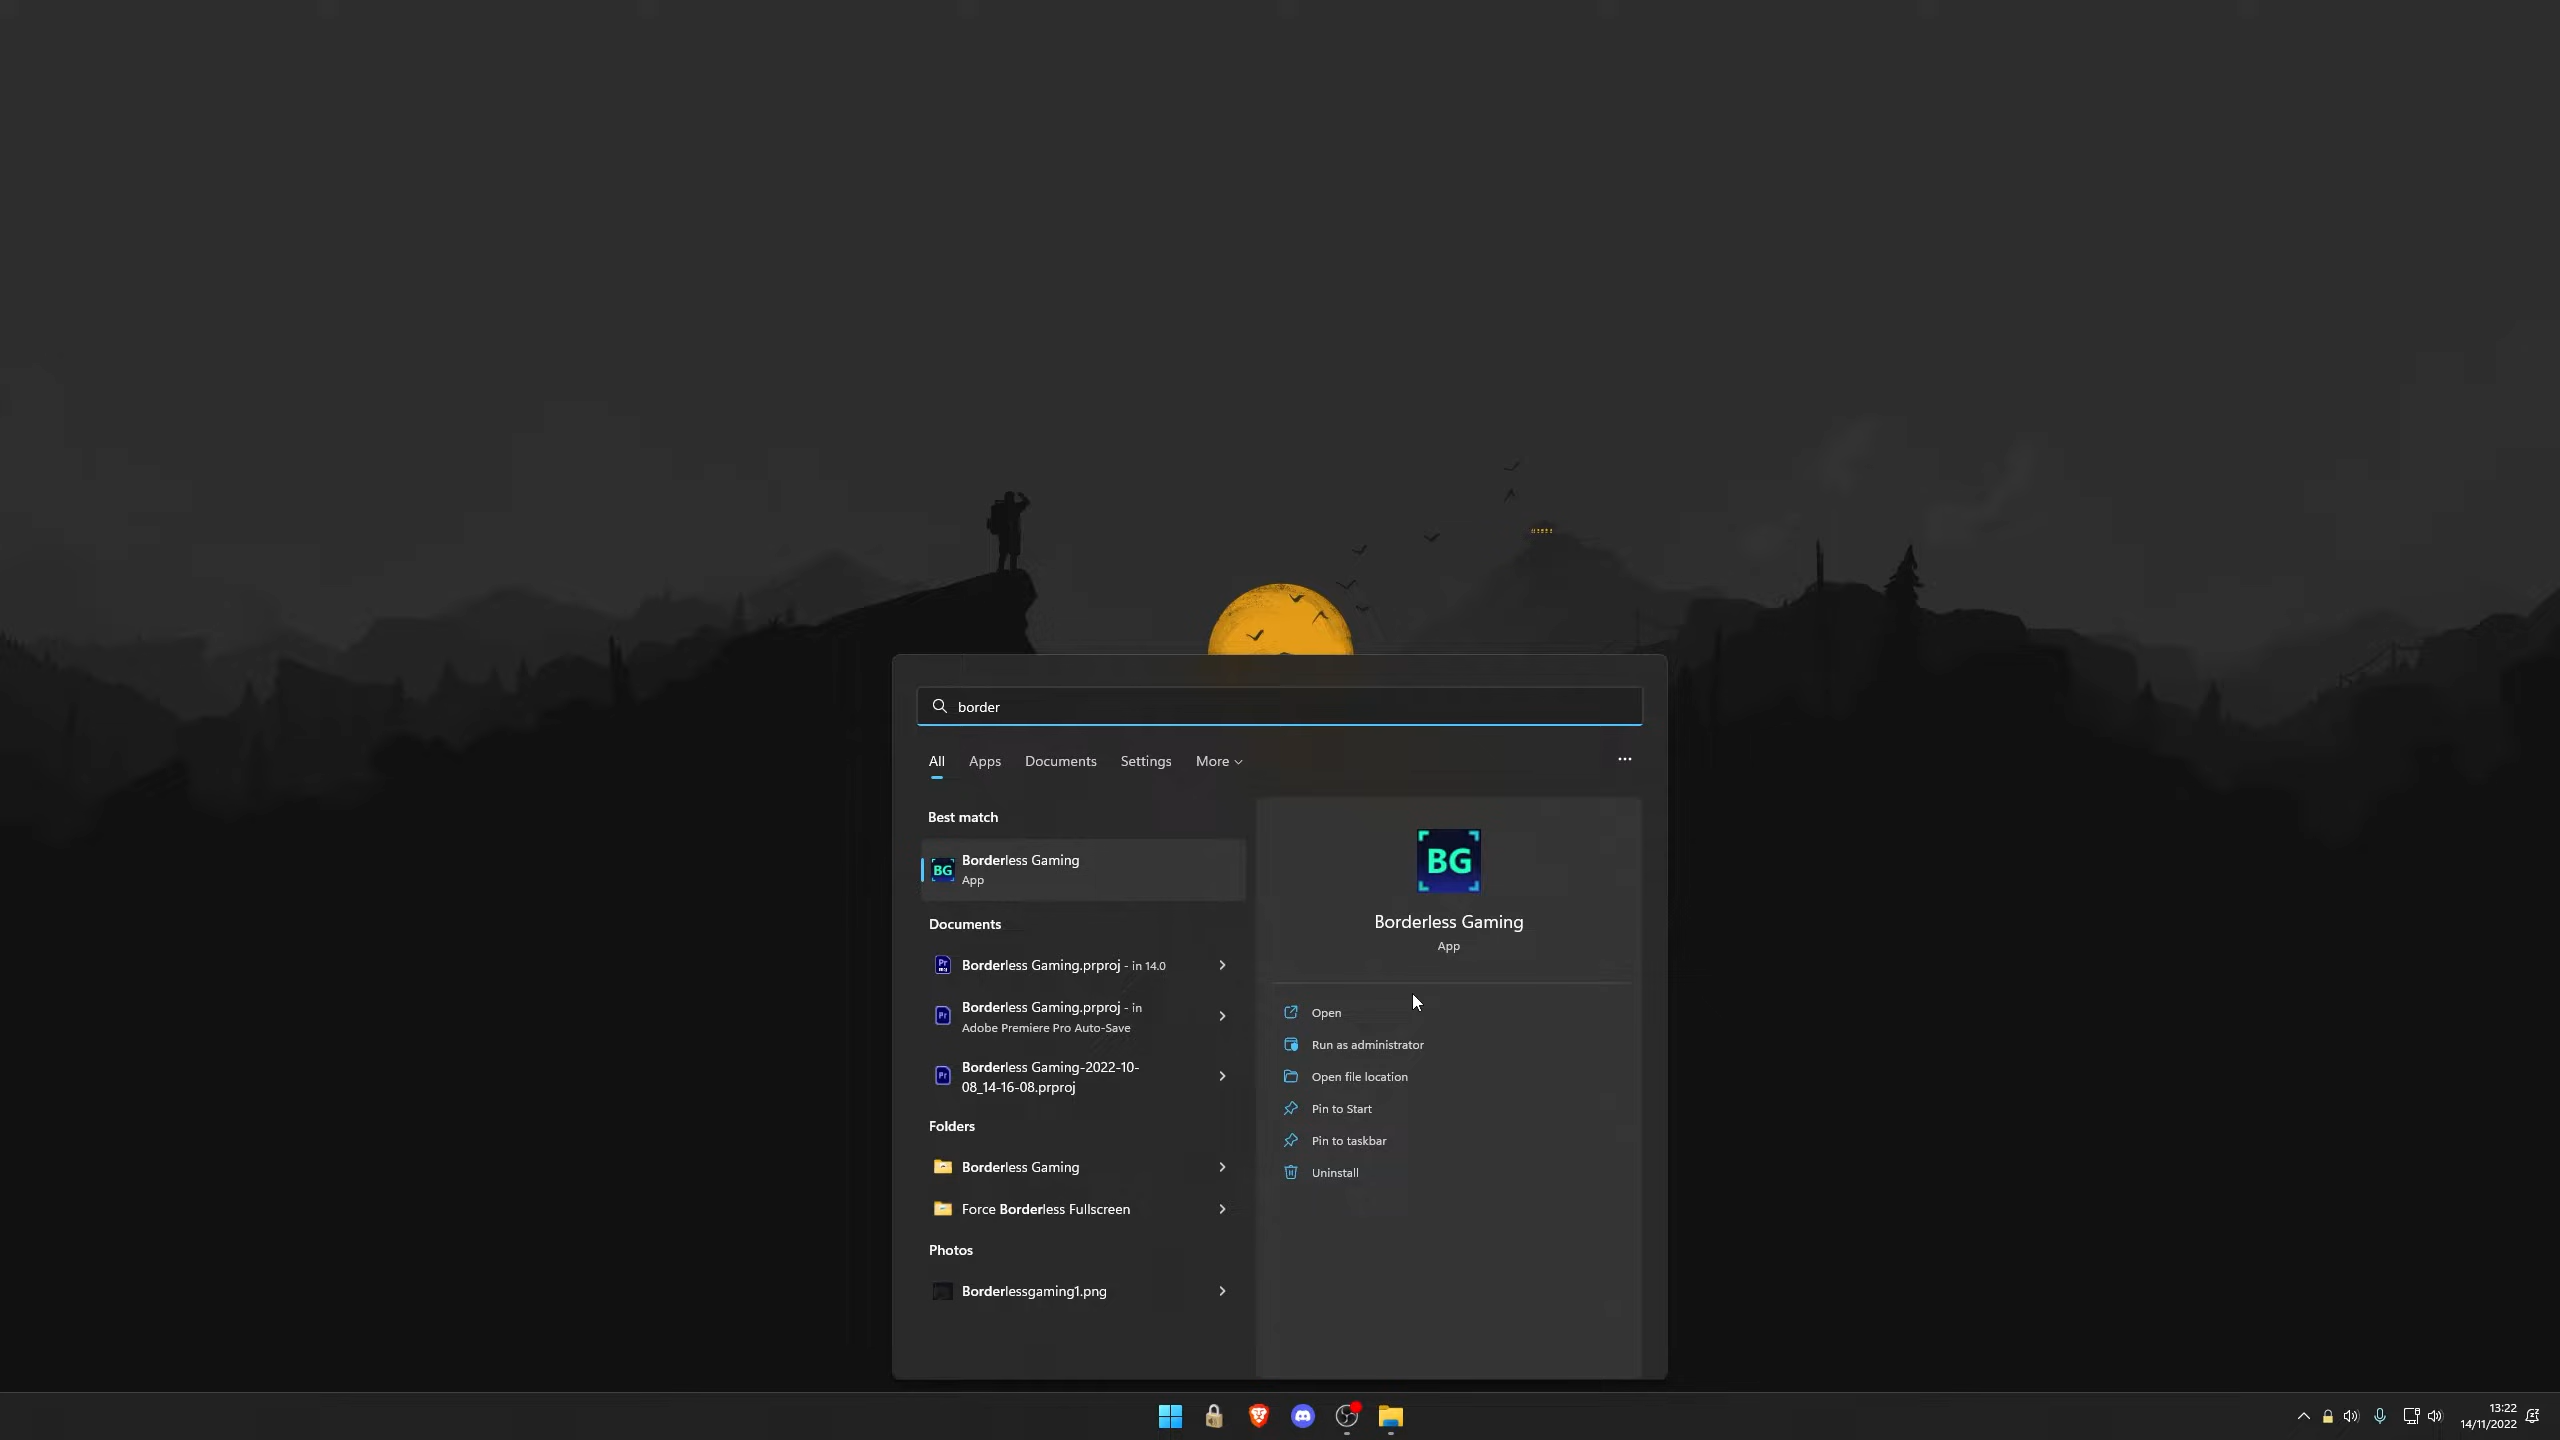 border
All Apps Documents Settings More
Best match
BG Borderless Gaming
App
Documents
Borderless Gaming.prproj - in 14.0
Borderless Gaming.prproj - in
Adobe Premiere Pro Auto-Save
Borderless Gaming-2022-10-
08_14-16-08.prproj
Folders
Borderless Gaming
Force Borderless Fullscreen
Photos
Borderlessgaming1.png
BG
Borderless Gaming
App
Open
Run as administrator
Open file location
Pin to Start
Pin to taskbar
Uninstall
13:22
14/11/2022